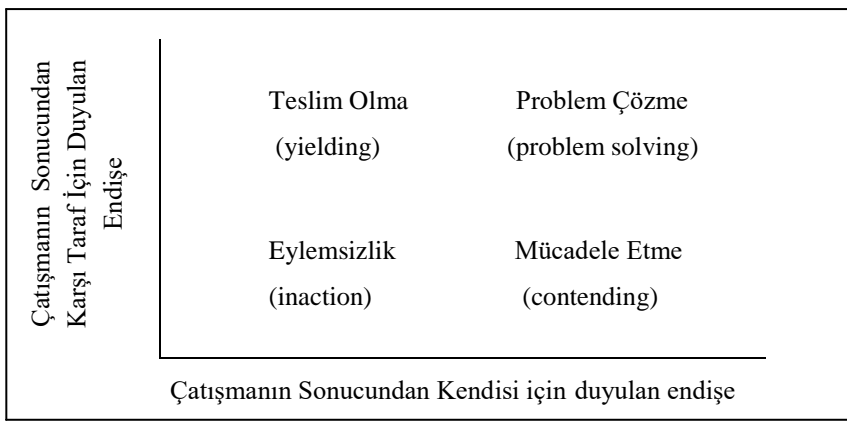 Çatışmanın Sonucundan
Karşı Taraf İçin Duyulan
Endişe
Teslim Olma
(yielding)
Problem Çözme
(problem solving)
Eylemsizlik
(inaction)
Mücadele Etme
(contending)
Çatışmanın Sonucundan Kendisi için duyulan endişe